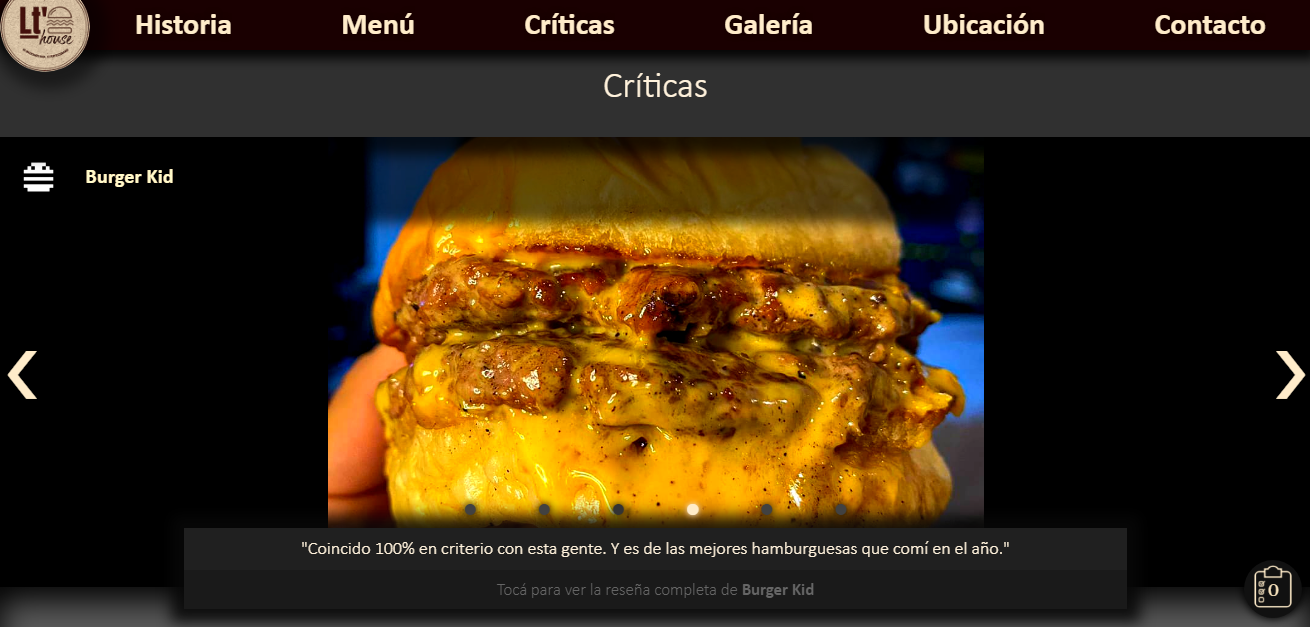 Lt'
house
Historia
Menú
Críticas
Galería
Ubicación
Contacto
Críticas
Burger Kid
"Coincido 100% en criterio con esta gente. Y es de las mejores hamburguesas que comí en el año."
Tocá para ver la reseña completa de Burger Kid
0